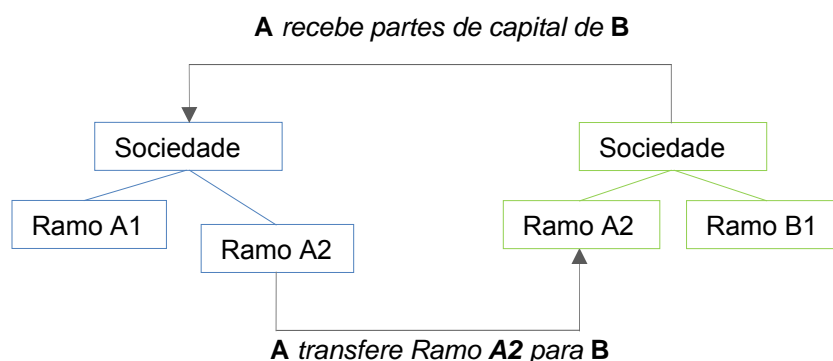 A recebe partes de capital de B
Sociedade
Sociedade
Ramo A1
Ramo A2
Ramo A2
Ramo B1
A transfere Ramo A2 para B